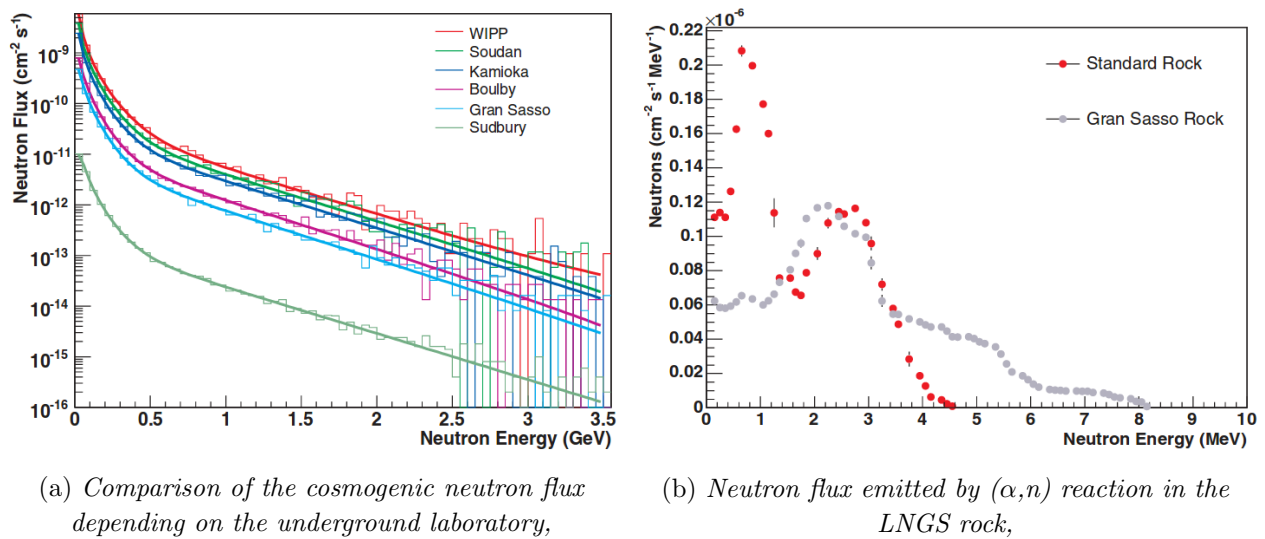 Neutron Flux (cm⁻² s⁻¹)
10⁻⁹
10⁻¹⁰
10⁻¹¹
10⁻¹²
10⁻¹³
10⁻¹⁴
10⁻¹⁵
10⁻¹⁶
WIPP
Soudan
Kamioka
Boulby
Gran Sasso
Sudbury
0 0.5 1 1.5 2 2.5 3 3.5
Neutron Energy (GeV)
×10⁻⁶
Neutrons (cm⁻² s⁻¹ MeV⁻¹)
0.22
0.2
0.18
0.16
0.14
0.12
0.1
0.08
0.06
0.04
0.02
0
Standard Rock
Gran Sasso Rock
0 1 2 3 4 5 6 7 8 9 10
Neutron Energy (MeV)
(a) Comparison of the cosmogenic neutron flux
depending on the underground laboratory,
(b) Neutron flux emitted by (α,n) reaction in the
LNGS rock,